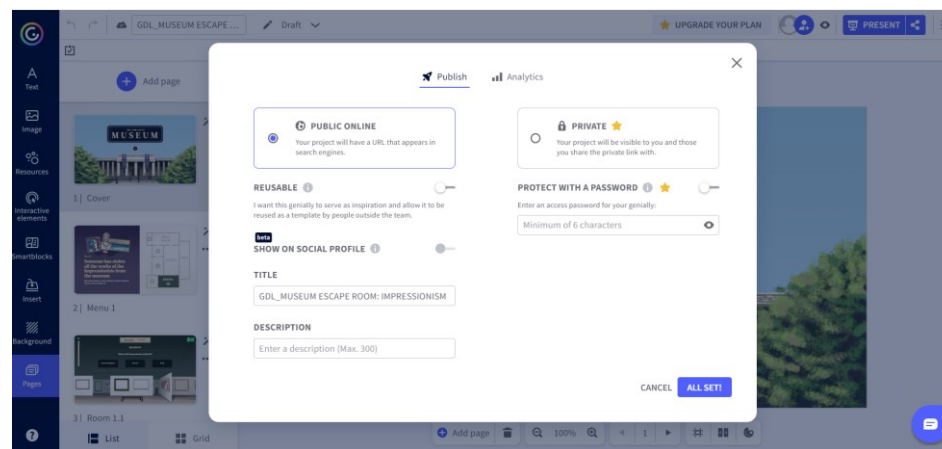 GDL_MUSEUM ESCAPE ...
Draft
UPGRADE YOUR PLAN
PRESENT
Text
Image
Resources
Interactive
elements
Smartblocks
Insert
Background
Pages
Add page
MUSEUM
1| Cover
2| Menu 1
3| Room 1.1
List
Grid
Publish
Analytics
PUBLIC ONLINE
Your project will have a URL that appears in
search engines.
PRIVATE
Your project will be visible to you and those
you share the private link with.
REUSABLE
I want this genially to serve as inspiration and allow it to be
reused as a template by people outside the team.
PROTECT WITH A PASSWORD
Enter an access password for your genially:
Minimum of 6 characters
beta
SHOW ON SOCIAL PROFILE
TITLE
GDL_MUSEUM ESCAPE ROOM: IMPRESSIONISM
DESCRIPTION
Enter a description (Max. 300)
CANCEL
ALL SET!
Add page
100%
1